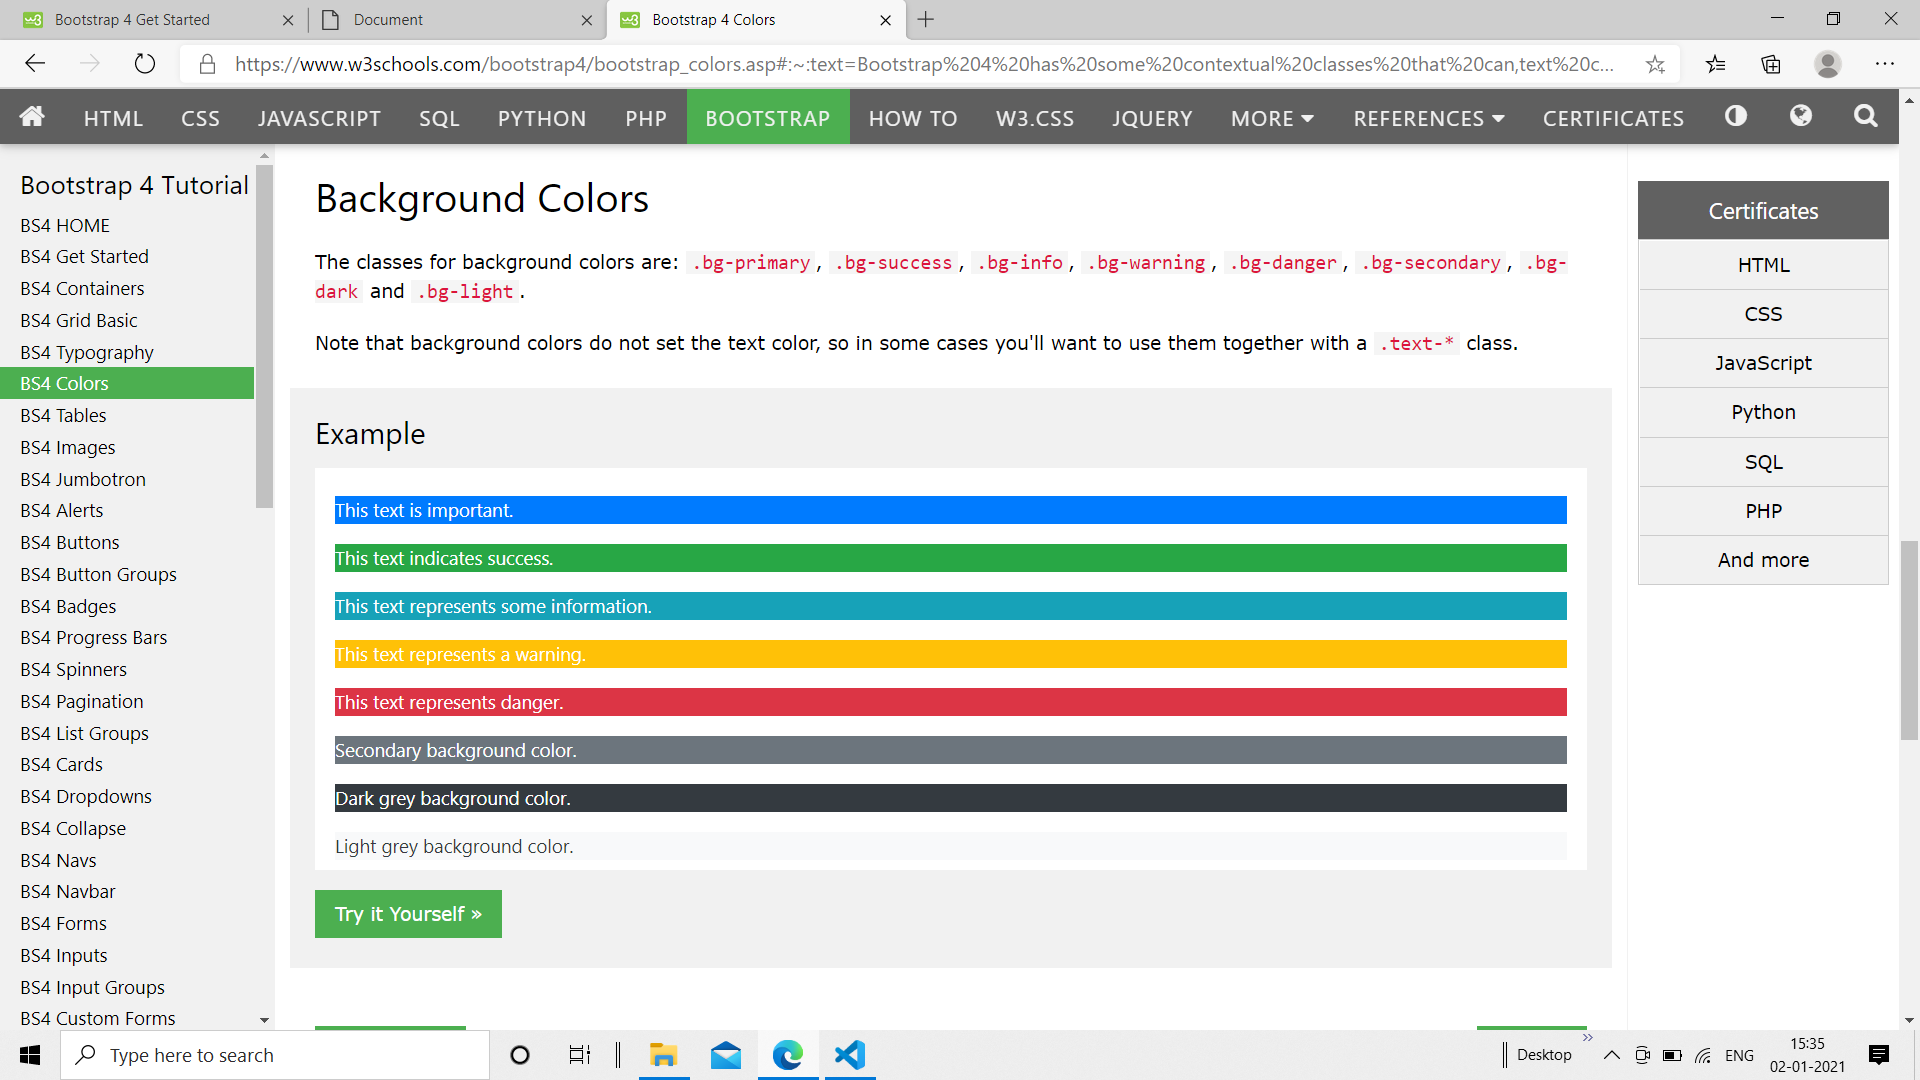 Bootstrap 4 Get Started
Document
Bootstrap 4 Colors
https://www.w3schools.com/bootstrap4/bootstrap_colors.asp#:~:text=Bootstrap%204%20has%20some%20contextual%20classes%20that%20can,text%20c...
HTML CSS JAVASCRIPT SQL PYTHON PHP BOOTSTRAP HOW TO W3.CSS JQUERY MORE REFERENCES CERTIFICATES
Bootstrap 4 Tutorial
BS4 HOME
BS4 Get Started
BS4 Containers
BS4 Grid Basic
BS4 Typography
BS4 Colors
BS4 Tables
BS4 Images
BS4 Jumbotron
BS4 Alerts
BS4 Buttons
BS4 Button Groups
BS4 Badges
BS4 Progress Bars
BS4 Spinners
BS4 Pagination
BS4 List Groups
BS4 Cards
BS4 Dropdowns
BS4 Collapse
BS4 Navs
BS4 Navbar
BS4 Forms
BS4 Inputs
BS4 Input Groups
BS4 Custom Forms
Background Colors
The classes for background colors are: .bg-primary, .bg-success, .bg-info, .bg-warning, .bg-danger, .bg-secondary, .bg-
dark and .bg-light.
Note that background colors do not set the text color, so in some cases you'll want to use them together with a .text-* class.
Example
This text is important.
This text indicates success.
This text represents some information.
This text represents a warning.
This text represents danger.
Secondary background color.
Dark grey background color.
Light grey background color.
Try it Yourself »
Certificates
HTML
CSS
JavaScript
Python
SQL
PHP
And more
Type here to search
Desktop
ENG
15:35
02-01-2021